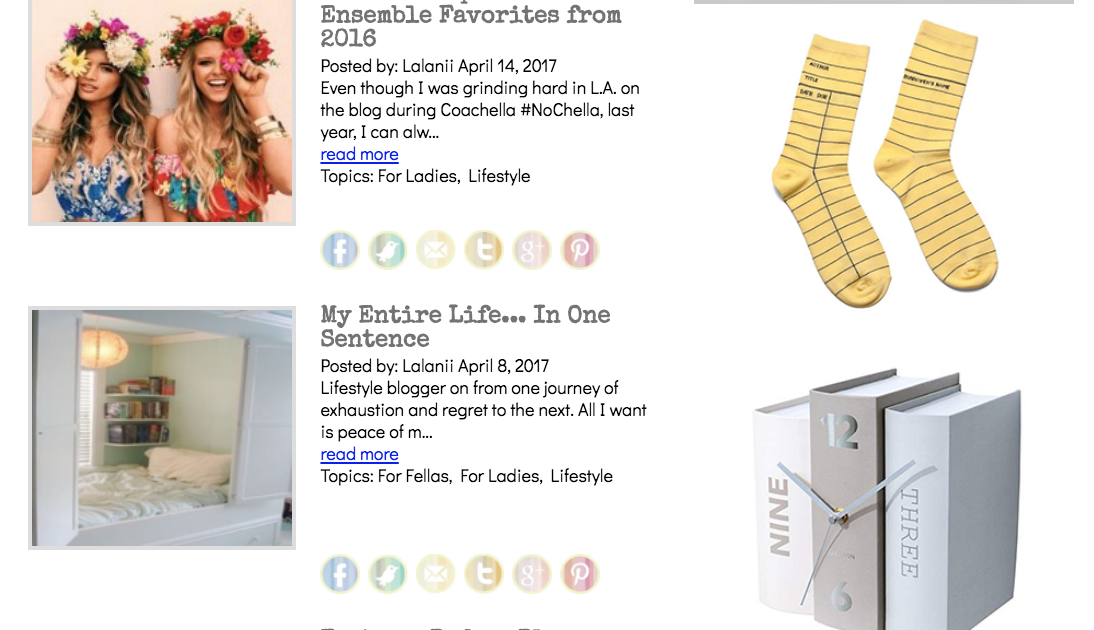 Ensemble Favorites from
2016
Posted by: Lalanii April 14, 2017
Even though I was grinding hard in L.A. on
the blog during Coachella #NoChella, last
year, I can alw...
read more
Topics: For Ladies, Lifestyle
My Entire Life... In One
Sentence
Posted by: Lalanii April 8, 2017
Lifestyle blogger on from one journey of
exhaustion and regret to the next. All I want
is peace of m...
read more
Topics: For Fellas, For Ladies, Lifestyle
AUTHOR
TITLE
DATE DUE
BORROWER'S NAME
12
NINE
THREE
6